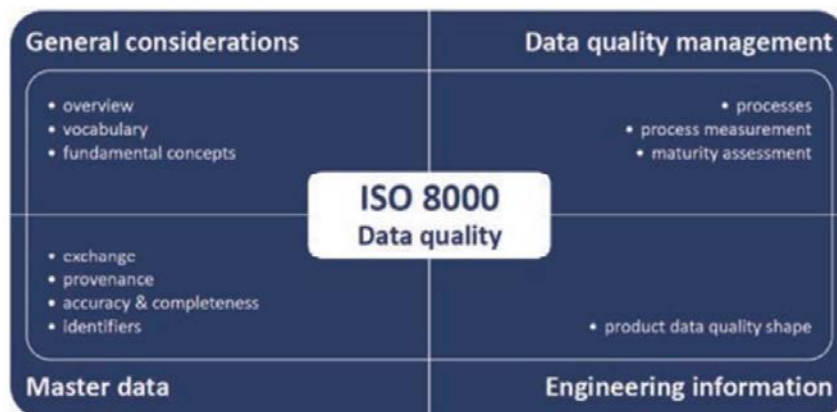 General considerations
Data quality management
• overview
• vocabulary
• fundamental concepts
• processes
• process measurement
• maturity assessment
ISO 8000
Data quality
• exchange
• provenance
• accuracy & completeness
• identifiers
• product data quality shape
Master data
Engineering information